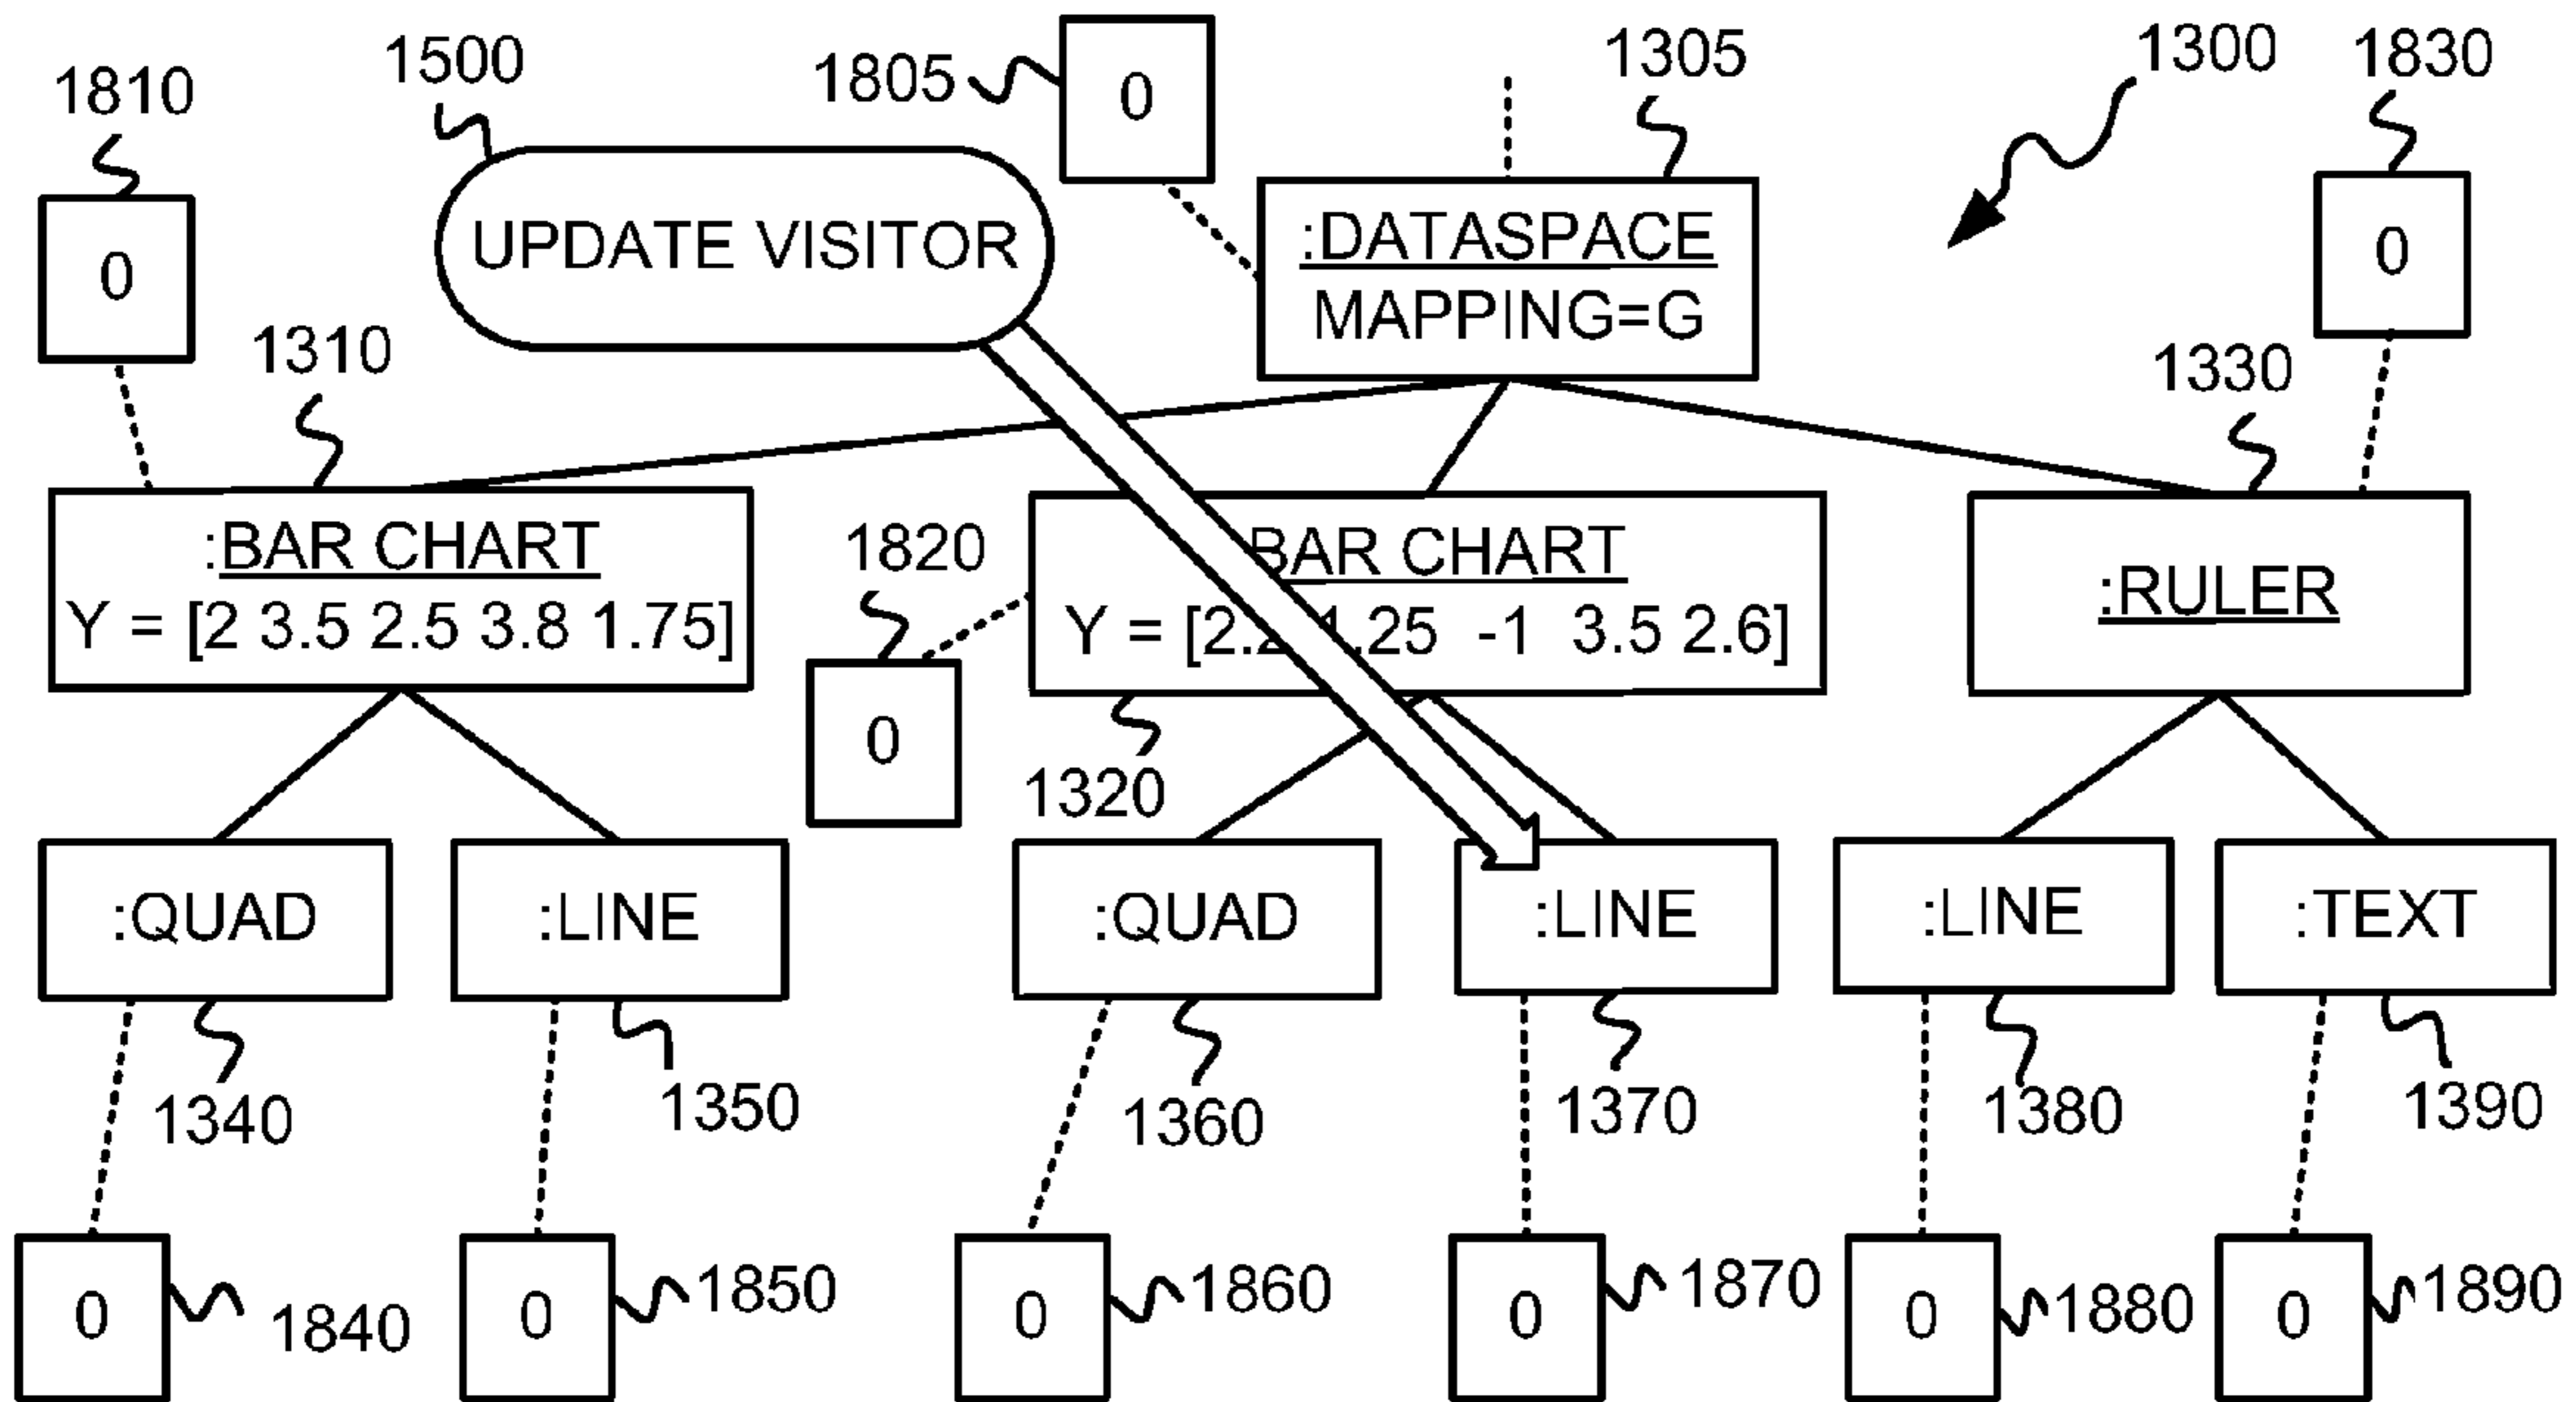 1810
1500
1805
0
1305
1300
1830
0
UPDATE VISITOR
:DATASPACE
MAPPING=G
0
1310
1330
:BAR CHART
Y = [2 3.5 2.5 3.8 1.75]
1820
BAR CHART
Y = [2. .25 -1 3.5 2.6]
:RULER
0
1320
:QUAD
:LINE
:QUAD
:LINE
:LINE
:TEXT
1340
1350
1360
1370
1380
1390
0
1840
0
1850
0
1860
0
1870
0
1880
0
1890